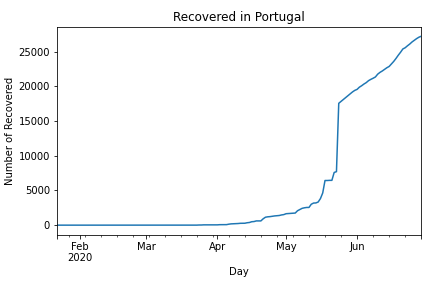 Recovered in Portugal
25000
20000
15000
10000
5000
0
Number of Recovered
Feb
2020
Mar
Apr
May
Jun
Day